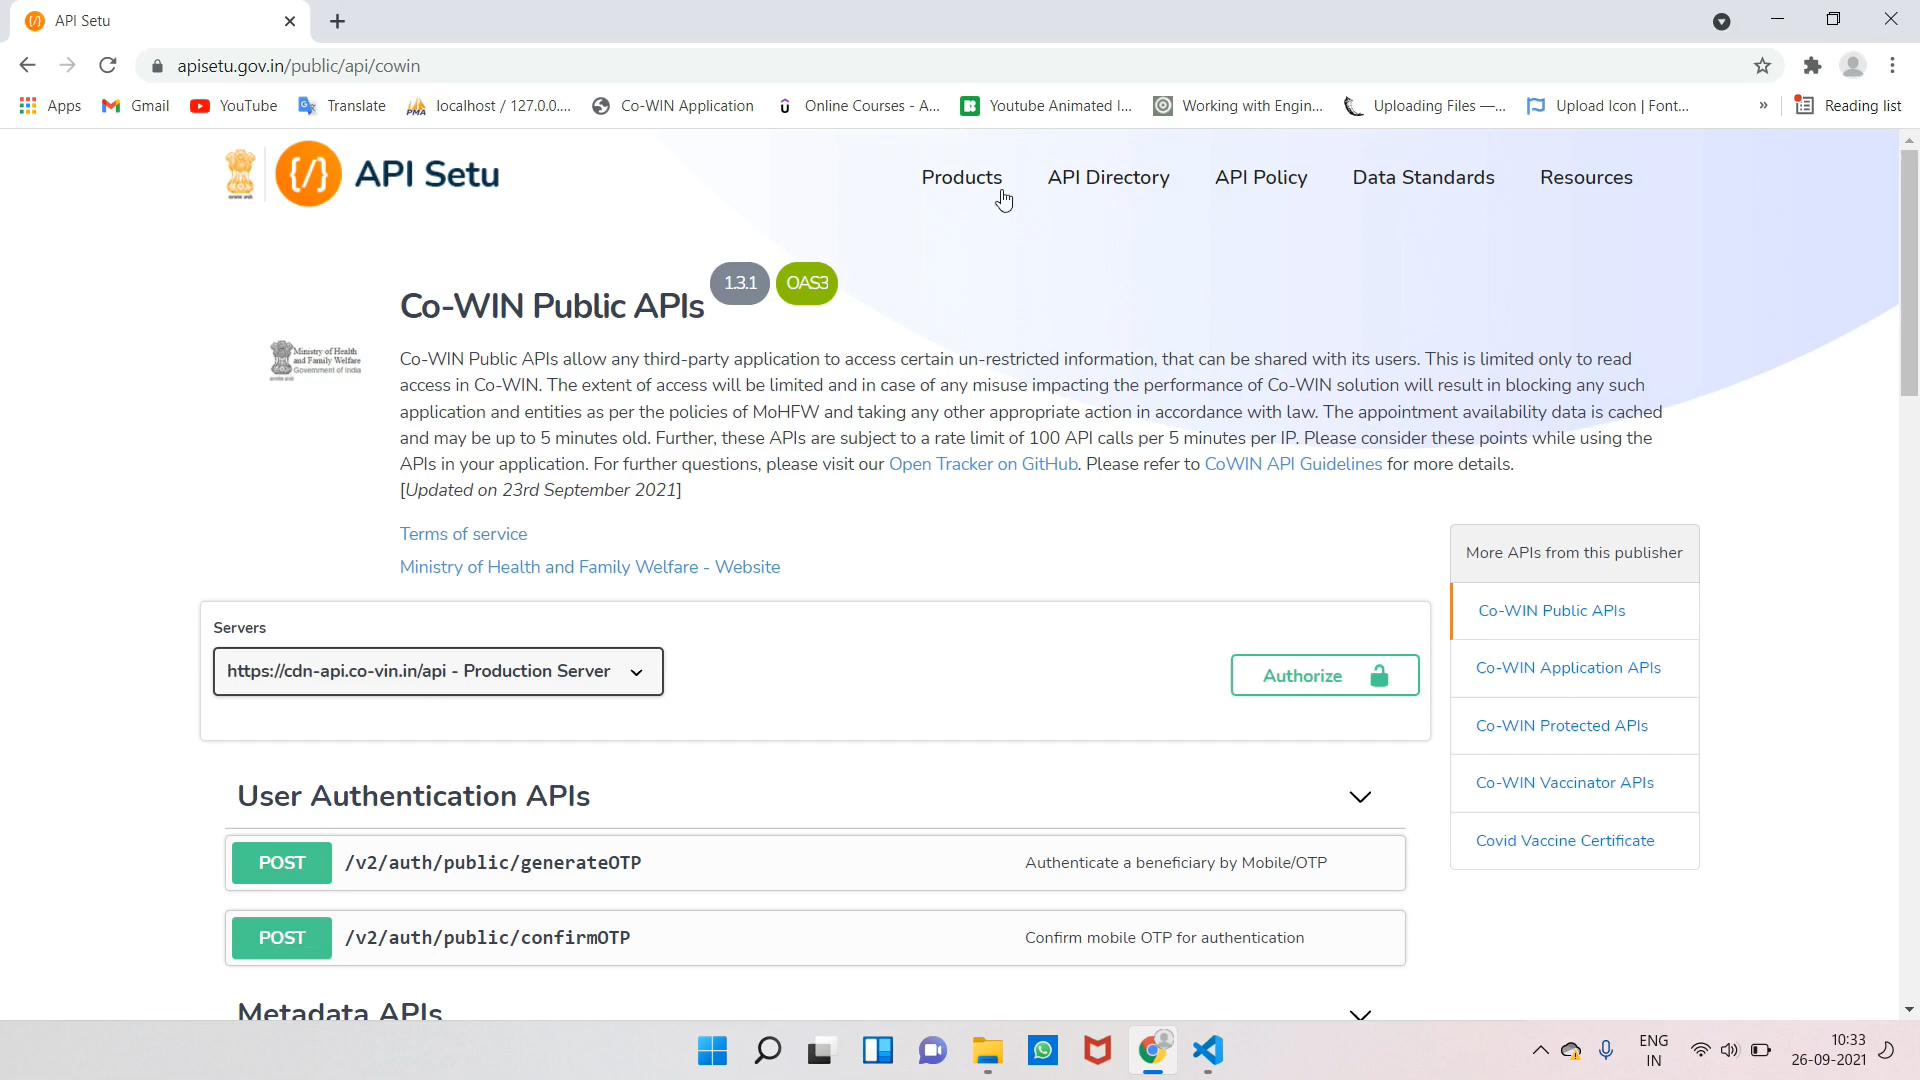 API Setu
apisetu.gov.in/public/api/cowin
Apps Gmail YouTube Translate localhost / 127.0.0.... Co-WIN Application Online Courses - A... Youtube Animated I... Working with Engin... Uploading Files —... Upload Icon | Font... » Reading list
{/} API Setu
Products API Directory API Policy Data Standards Resources
Co-WIN Public APIs 1.3.1 OAS3
Ministry of Health
and Family Welfare
Government of India
Co-WIN Public APIs allow any third-party application to access certain un-restricted information, that can be shared with its users. This is limited only to read
access in Co-WIN. The extent of access will be limited and in case of any misuse impacting the performance of Co-WIN solution will result in blocking any such
application and entities as per the policies of MoHFW and taking any other appropriate action in accordance with law. The appointment availability data is cached
and may be up to 5 minutes old. Further, these APIs are subject to a rate limit of 100 API calls per 5 minutes per IP. Please consider these points while using the
APIs in your application. For further questions, please visit our Open Tracker on GitHub. Please refer to CoWIN API Guidelines for more details.
[Updated on 23rd September 2021]
Terms of service
Ministry of Health and Family Welfare - Website
Servers
https://cdn-api.co-vin.in/api - Production Server
Authorize
More APIs from this publisher
Co-WIN Public APIs
Co-WIN Application APIs
Co-WIN Protected APIs
Co-WIN Vaccinator APIs
Covid Vaccine Certificate
User Authentication APIs
POST /v2/auth/public/generateOTP Authenticate a beneficiary by Mobile/OTP
POST /v2/auth/public/confirmOTP Confirm mobile OTP for authentication
Metadata APIs
ENG
IN
10:33
26-09-2021